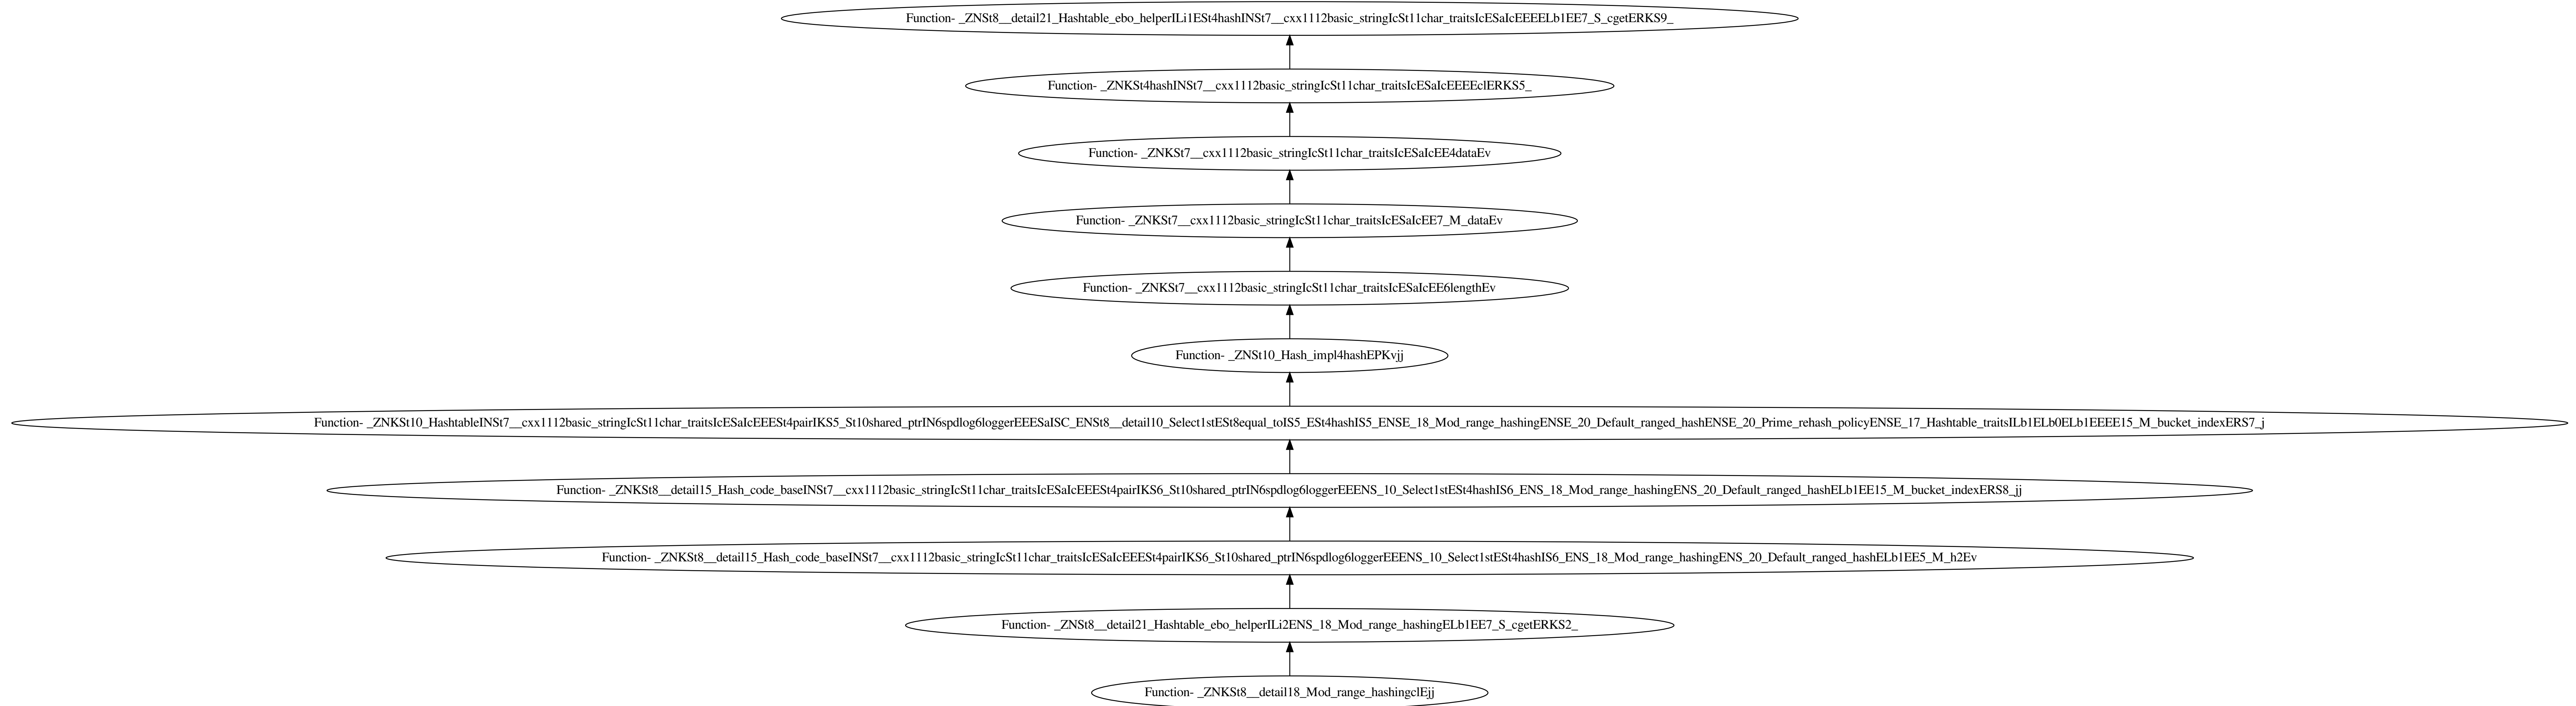 Function- _ZNSt8__detail21_Hashtable_ebo_helperILi1ESt4hashINSt7__cxx1112basic_stringIcSt11char_traitsIcESaIcEEEELb1EE7_S_cgetERKS9_
Function- _ZNKSt4hashINSt7__cxx1112basic_stringIcSt11char_traitsIcESaIcEEEEclERKS5_
Function- _ZNKSt7__cxx1112basic_stringIcSt11char_traitsIcESaIcEE4dataEv
Function- _ZNKSt7__cxx1112basic_stringIcSt11char_traitsIcESaIcEE7_M_dataEv
Function- _ZNKSt7__cxx1112basic_stringIcSt11char_traitsIcESaIcEE6lengthEv
Function- _ZNSt10_Hash_impl4hashEPKvjj
Function- _ZNKSt10_HashtableINSt7__cxx1112basic_stringIcSt11char_traitsIcESaIcEEESt4pairIKS5_St10shared_ptrIN6spdlog6loggerEEESaISC_ENSt8__detail10_Select1stESt8equal_toIS5_ESt4hashIS5_ENSE_18_Mod_range_hashingENSE_20_Default_ranged_hashENSE_20_Prime_rehash_policyENSE_17_Hashtable_traitsILb1ELb0ELb1EEEE15_M_bucket_indexERS7_j
Function- _ZNKSt8__detail15_Hash_code_baseINSt7__cxx1112basic_stringIcSt11char_traitsIcESaIcEEESt4pairIKS6_St10shared_ptrIN6spdlog6loggerEEENS_10_Select1stESt4hashIS6_ENS_18_Mod_range_hashingENS_20_Default_ranged_hashELb1EE15_M_bucket_indexERS8_jj
Function- _ZNKSt8__detail15_Hash_code_baseINSt7__cxx1112basic_stringIcSt11char_traitsIcESaIcEEESt4pairIKS6_St10shared_ptrIN6spdlog6loggerEEENS_10_Select1stESt4hashIS6_ENS_18_Mod_range_hashingENS_20_Default_ranged_hashELb1EE5_M_h2Ev
Function- _ZNSt8__detail21_Hashtable_ebo_helperILi2ENS_18_Mod_range_hashingELb1EE7_S_cgetERKS2_
Function- _ZNKSt8__detail18_Mod_range_hashingclEjj